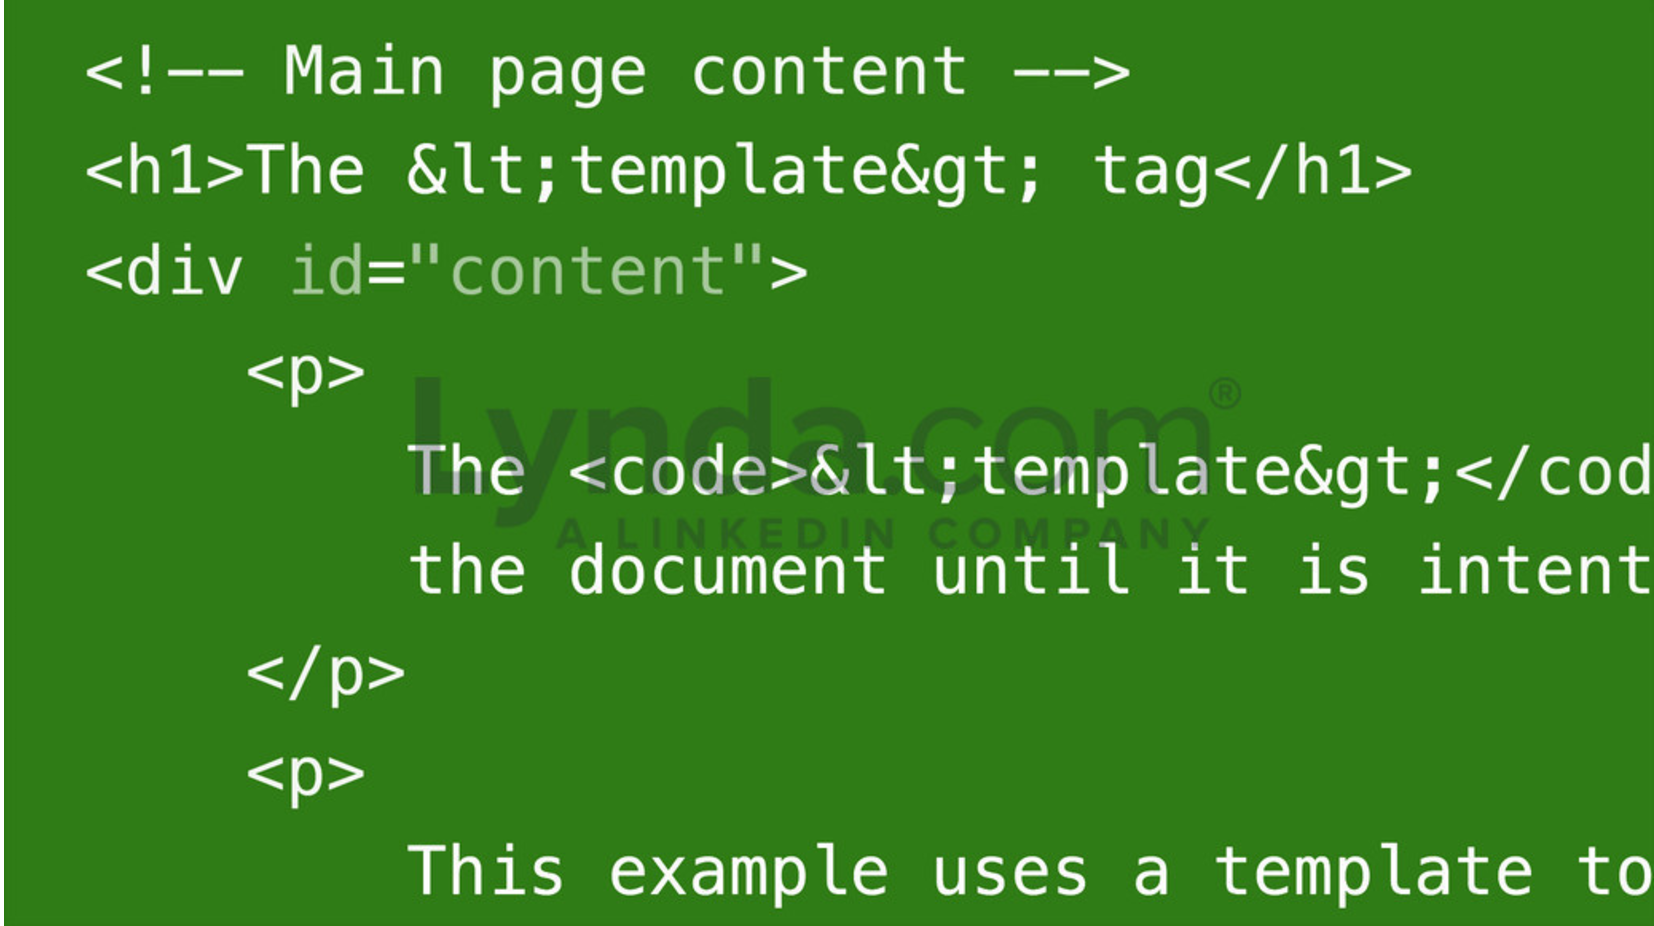 <!-- Main page content -->
<h1>The &lt;template&gt; tag</h1>
<div id="content">
<p>
Lynda.com®
The <code>&lt;template&gt;</cod
A LINKEDIN COMPANY
the document until it is intent
</p>
<p>
This example uses a template to